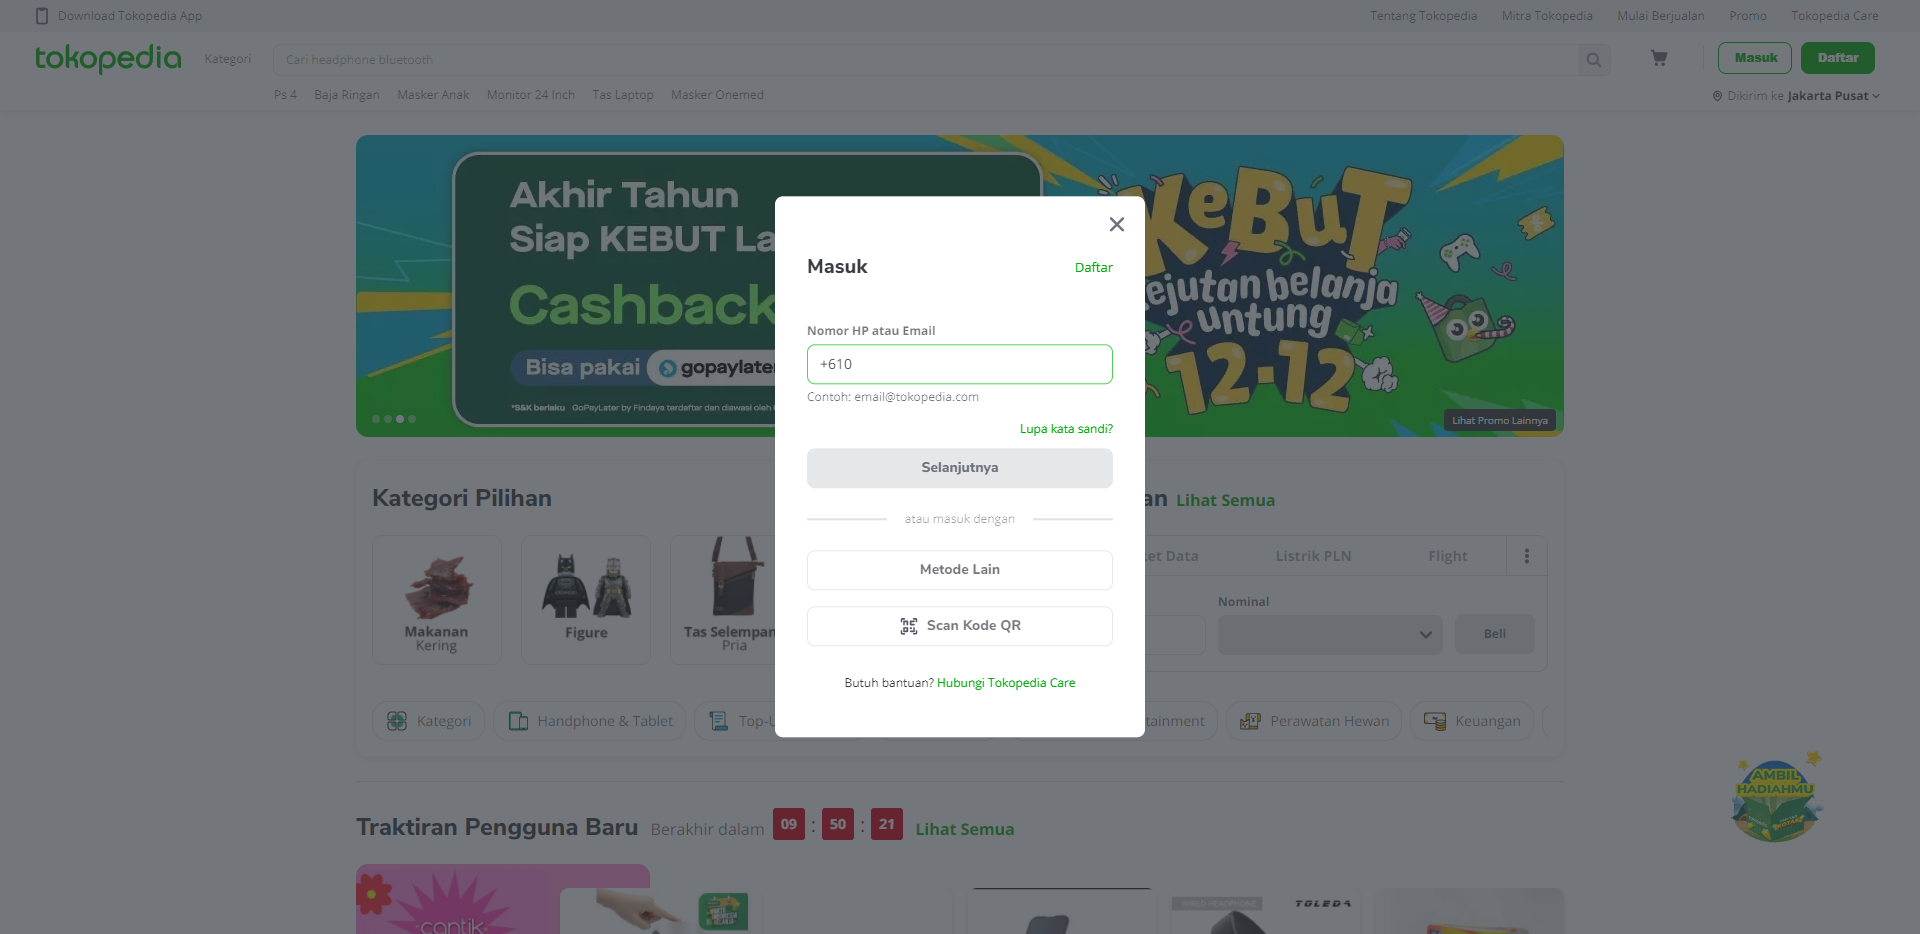 Download Tokopedia App
Tentang Tokopedia
Mitra Tokopedia
Mulai Berjualan
Promo
Tokopedia Care
tokopedia
Kategori
Cari headphone bluetooth
Masuk
Daftar
Ps 4
Baja Ringan
Masker Anak
Monitor 24 Inch
Tas Laptop
Masker Onemed
Dikirim ke Jakarta Pusat
Akhir Tahun
Siap KEBUT La
Cashback
Bisa pakai gopaylate
*S&K berlaku GoPayLater by Findaya terdaftar dan diawasi oleh
KeBUT
ejutan belanja
untung
12·12
Lihat Promo Lainnya
Masuk
Daftar
Nomor HP atau Email
+610
Contoh: email@tokopedia.com
Lupa kata sandi?
Selanjutnya
atau masuk dengan
Metode Lain
Scan Kode QR
Butuh bantuan? Hubungi Tokopedia Care
Kategori Pilihan
an Lihat Semua
Makanan
Kering
Figure
Tas Selempan
Pria
et Data
Listrik PLN
Flight
Nominal
Beli
Kategori
Handphone & Tablet
Top-U
tainment
Perawatan Hewan
Keuangan
AMBIL
HADIAHMU
Traktiran Pengguna Baru
Berakhir dalam
09 : 50 : 21
Lihat Semua
cantik
WIRED HEADPHONE
TOLEDA